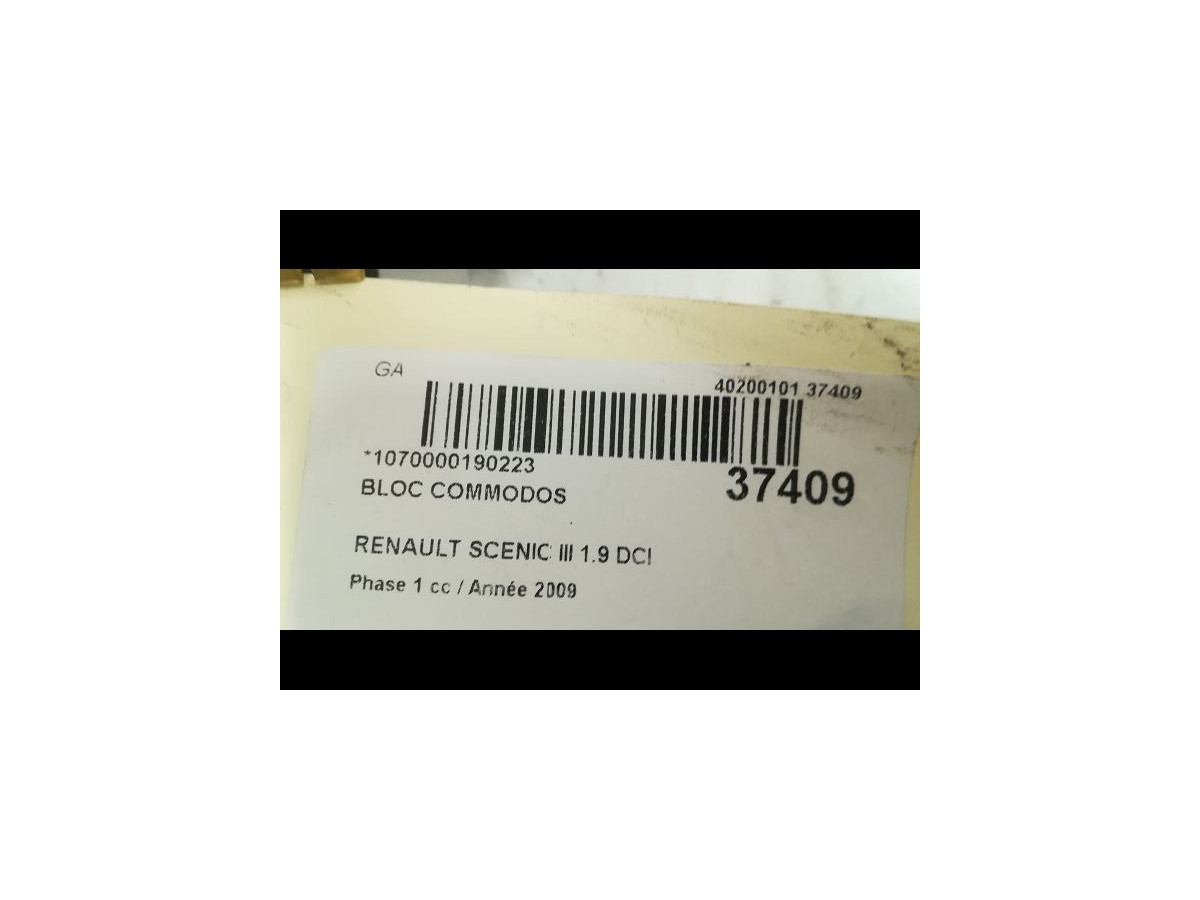 GA
40200101 37409
*1070000190223
37409
BLOC COMMODOS
RENAULT SCENIC III 1.9 DCI
Phase 1 cc / Année 2009